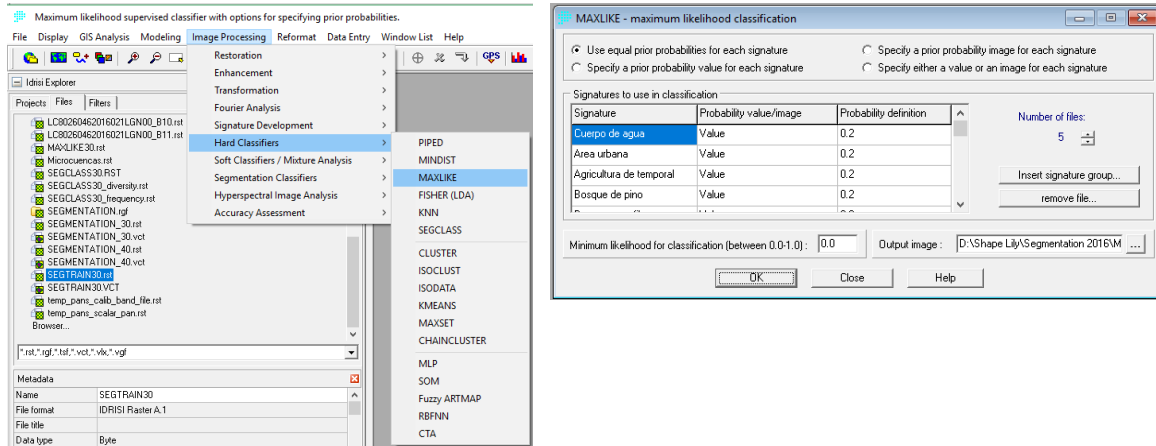 Maximum likelihood supervised classifier with options for specifying prior probabilities.
File Display GIS Analysis Modeling Image Processing Reformat Data Entry Window List Help
GPS
Idrisi Explorer
Projects Files Filters
LC80260462016021LGN00_B10.rst
LC80260462016021LGN00_B11.rst
MAXLIKE30.rst
Microcuencas.rst
SEGCLASS30.RST
SEGCLASS30_diversity.rst
SEGCLASS30_frequency.rst
SEGMENTATION.rgf
SEGMENTATION_30.rst
SEGMENTATION_30.vct
SEGMENTATION_40.rst
SEGMENTATION_40.vct
SEGTRAIN30.rst
SEGTRAIN30.VCT
temp_pans_calib_band_file.rst
temp_pans_scalar_pan.rst
Browser...
*.rst,*.rgf,*.tsf,*.vct,*.vlx,*.vgf
Metadata
Name SEGTRAIN30
File format IDRISI Raster A.1
File title
Data type Byte
Restoration
Enhancement
Transformation
Fourier Analysis
Signature Development
Hard Classifiers
Soft Classifiers / Mixture Analysis
Segmentation Classifiers
Hyperspectral Image Analysis
Accuracy Assessment
PIPED
MINDIST
MAXLIKE
FISHER (LDA)
KNN
SEGCLASS
CLUSTER
ISOCLUST
ISODATA
KMEANS
MAXSET
CHAINCLUSTER
MLP
SOM
Fuzzy ARTMAP
RBFNN
CTA
MAXLIKE - maximum likelihood classification
Use equal prior probabilities for each signature Specify a prior probability image for each signature
Specify a prior probability value for each signature Specify either a value or an image for each signature
Signatures to use in classification
Signature Probability value/image Probability definition
Cuerpo de agua Value 0.2
Area urbana Value 0.2
Agricultura de temporal Value 0.2
Bosque de pino Value 0.2
Number of files:
5
Insert signature group...
remove file...
Minimum likelihood for classification (between 0.0-1.0) : 0.0 Output image : D:\Shape Lily\Segmentation 2016\M ...
OK Close Help